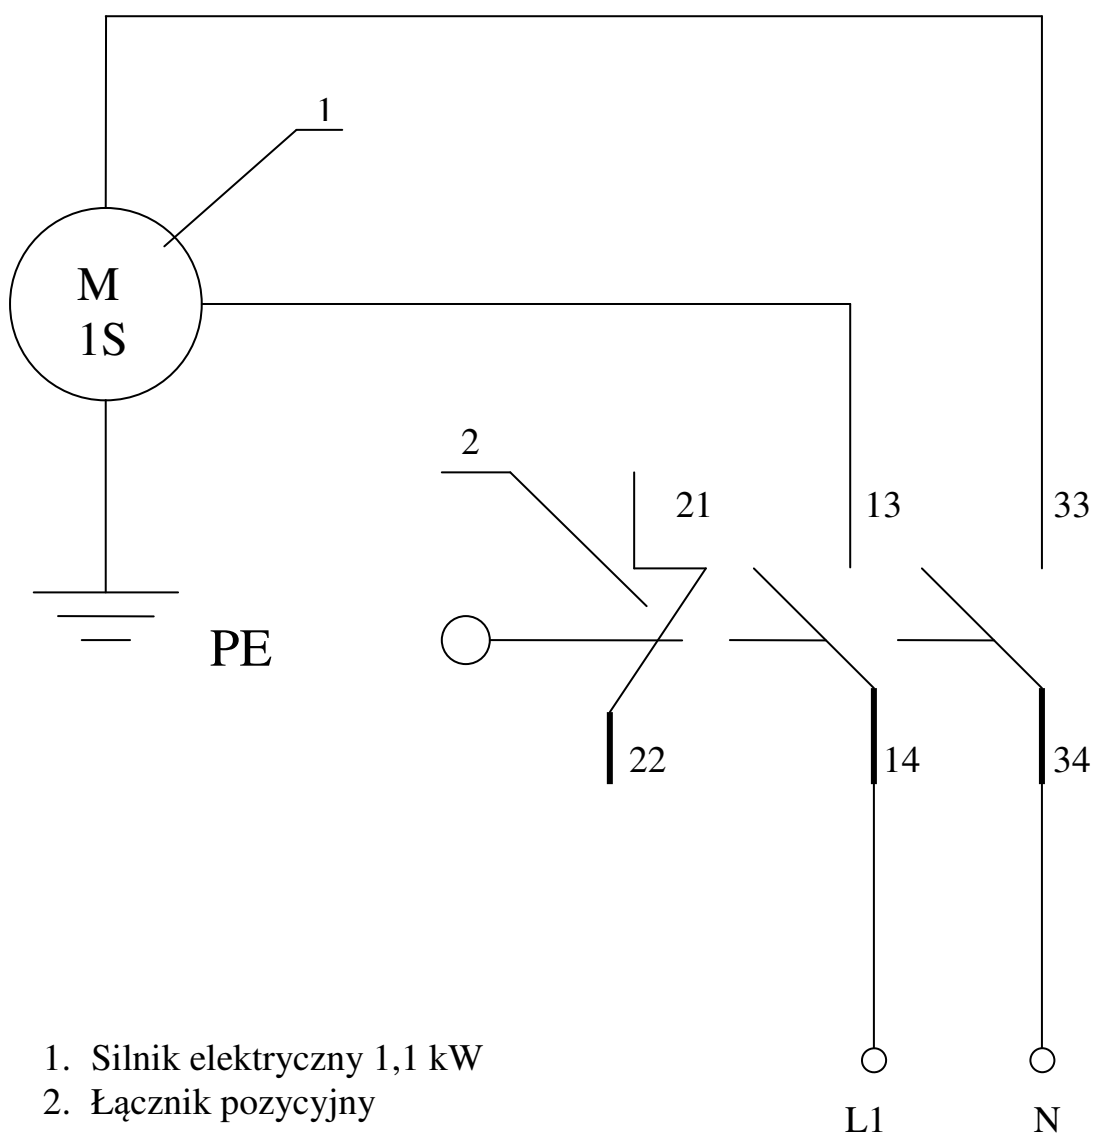 1
M
1S
2
21
13
33
PE
22
14
34
1. Silnik elektryczny 1,1 kW
2. Łącznik pozycyjny
L1
N